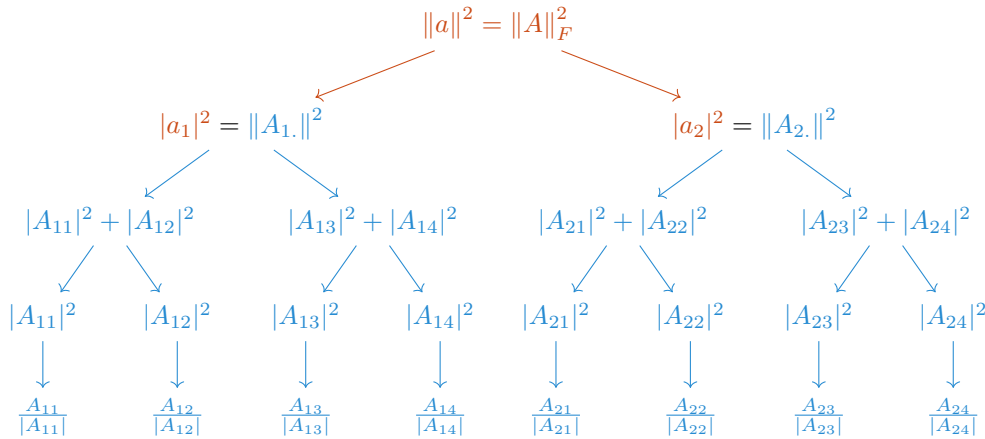 ‖a‖² = ‖A‖²_F
|a₁|² = ‖A₁.‖² |a₂|² = ‖A₂.‖²
|A₁₁|² + |A₁₂|² |A₁₃|² + |A₁₄|² |A₂₁|² + |A₂₂|² |A₂₃|² + |A₂₄|²
|A₁₁|² |A₁₂|² |A₁₃|² |A₁₄|² |A₂₁|² |A₂₂|² |A₂₃|² |A₂₄|²
A₁₁/|A₁₁| A₁₂/|A₁₂| A₁₃/|A₁₃| A₁₄/|A₁₄| A₂₁/|A₂₁| A₂₂/|A₂₂| A₂₃/|A₂₃| A₂₄/|A₂₄|